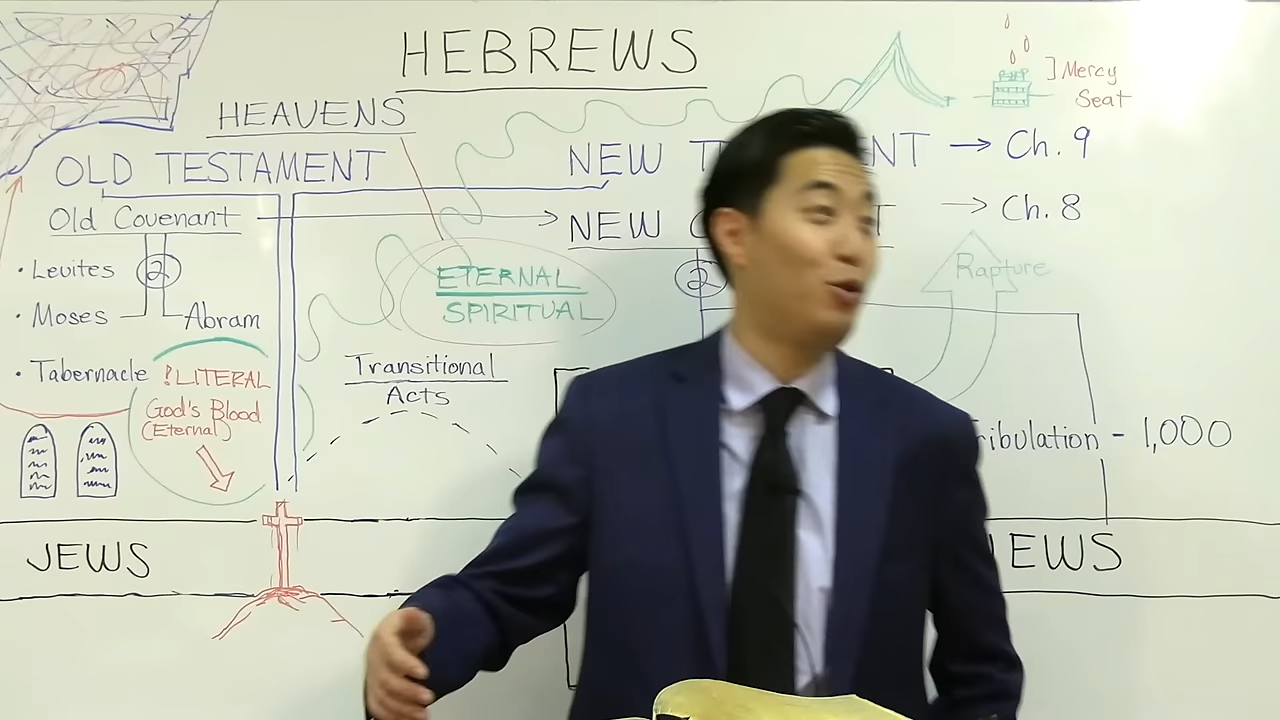 HEBREWS
] Mercy
Seat
HEAVENS
OLD TESTAMENT
NEW T ENT → Ch. 9
Old Covenant → NEW → Ch. 8
• Levites 2
• Moses
Abram
• Tabernacle
! LITERAL
God's Blood
(Eternal)
ETERNAL
SPIRITUAL
2
Rapture
Transitional
Acts
ribulation - 1,000
JEWS
EWS